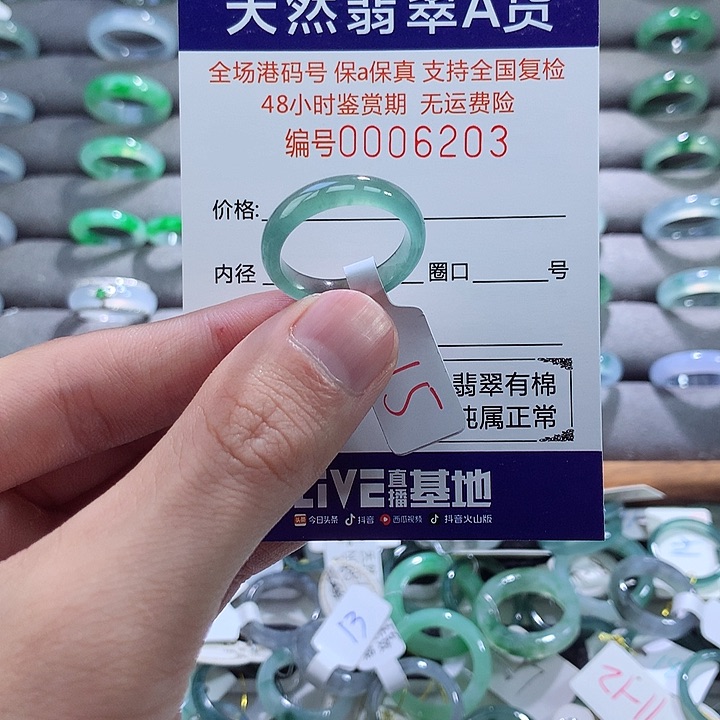 天然翡翠A货
全场港码号 保a保真 支持全国复检
48小时鉴赏期 无运费险
编号0006203
价格:
内径 圈口 号
翡翠有棉
纯属正常
LiVE直播基地
今日头条 抖音 西瓜视频 抖音火山版
15
13